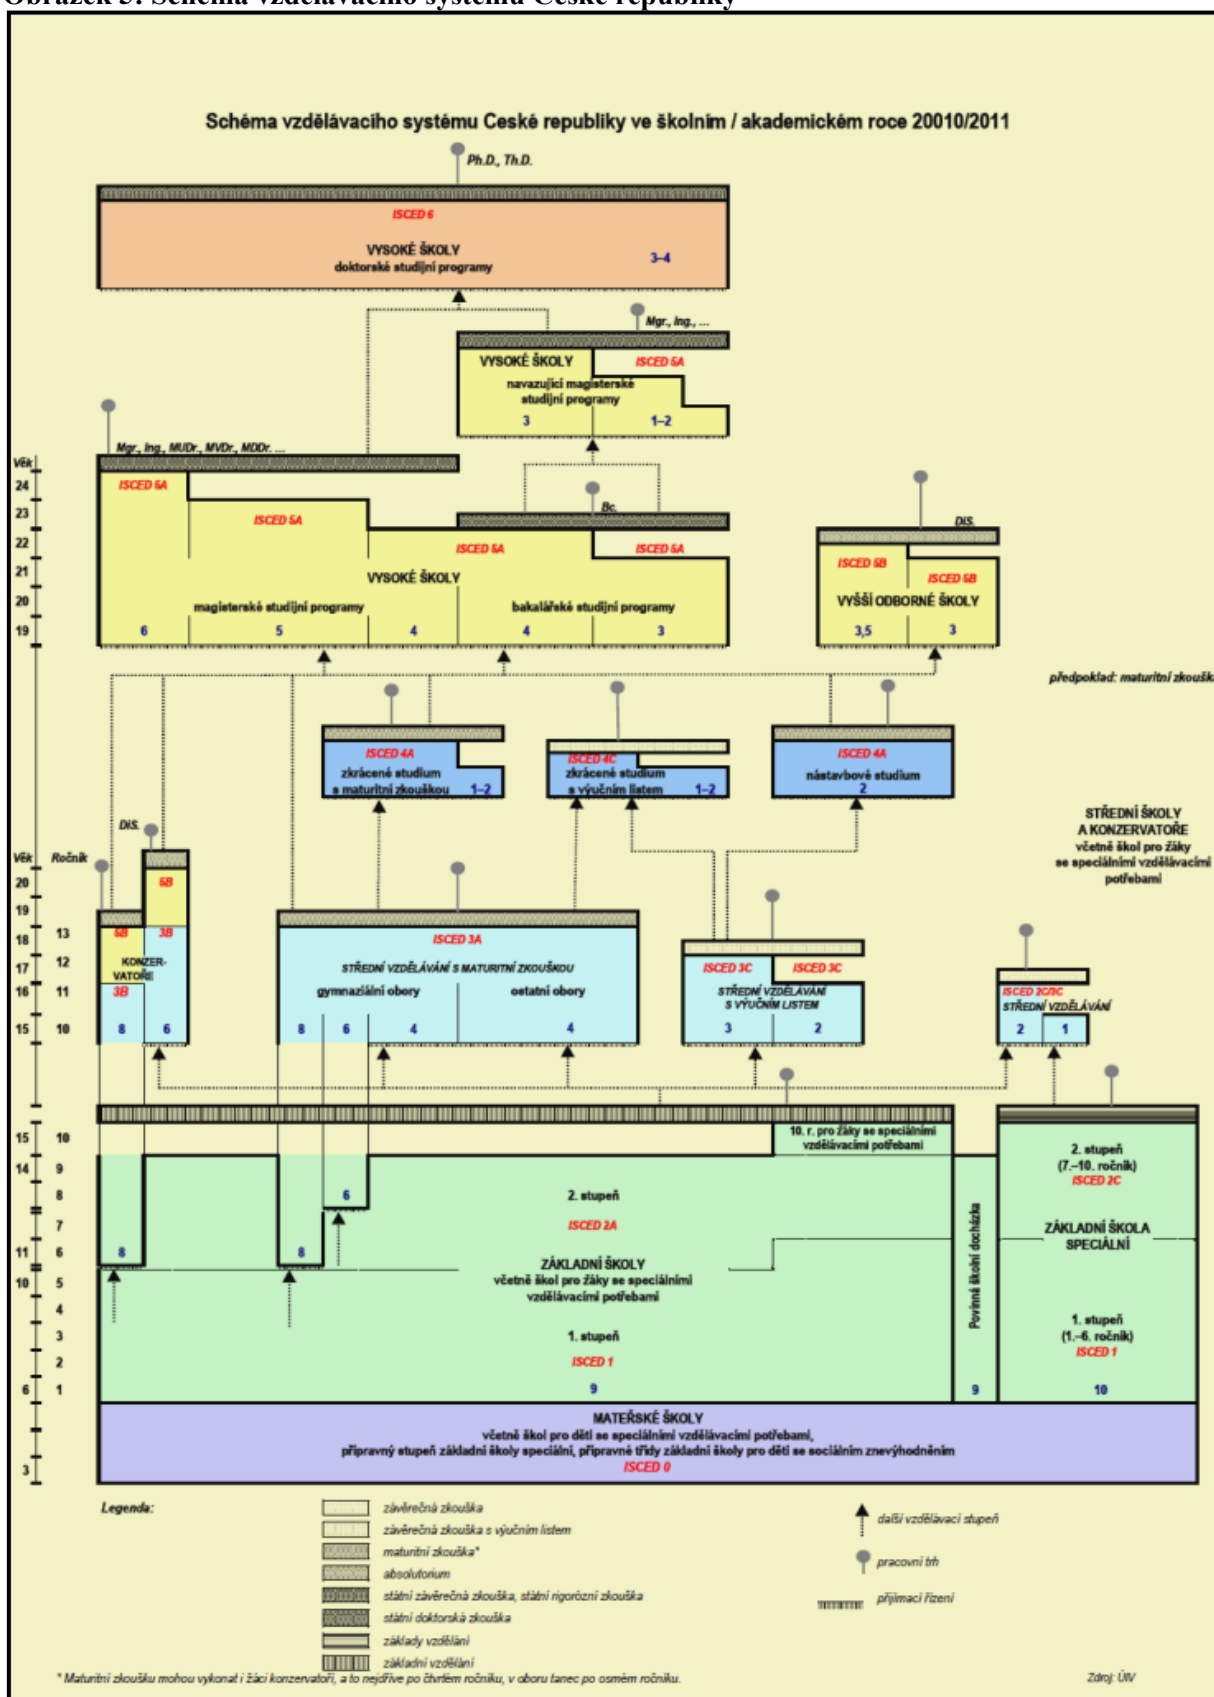 Obrázek 3: Schéma vzdělávacího systému České republiky
Schéma vzdělávacího systému České republiky ve školním / akademickém roce 20010/2011
Ph.D., Th.D.
ISCED 6
VYSOKÉ ŠKOLY
doktorské studijní programy
3–4
Mgr., Ing., ...
VYSOKÉ ŠKOLY
ISCED 5A
navazující magisterské
studijní programy
3
1–2
Mgr., Ing., MUDr., MVDr., MDDr. ...
Věk
24
23
22
21
20
19
ISCED 5A
ISCED 5A
Bc.
ISCED 5A
ISCED 5A
VYSOKÉ ŠKOLY
magisterské studijní programy
bakalářské studijní programy
6
5
4
4
3
DiS.
ISCED 5B
ISCED 5B
VYŠŠÍ ODBORNÉ ŠKOLY
3,5
3
předpoklad: maturitní zkoušk
ISCED 4A
zkrácené studium
s maturitní zkouškou
1–2
ISCED 4C
zkrácené studium
s výučním listem
1–2
ISCED 4A
nástavbové studium
2
STŘEDNÍ ŠKOLY
A KONZERVATOŘE
včetně škol pro žáky
se speciálními vzdělávacími
potřebami
DiS.
Věk
Ročník
20
19
18
13
17
12
16
11
15
10
5B
5B
3B
KONZER-
VATOŘE
3B
8
6
ISCED 3A
STŘEDNÍ VZDĚLÁVÁNÍ S MATURITNÍ ZKOUŠKOU
gymnaziální obory
ostatní obory
8
6
4
4
ISCED 3C
ISCED 3C
STŘEDNÍ VZDĚLÁVÁNÍ
S VÝUČNÍM LISTEM
3
2
ISCED 2C/3C
STŘEDNÍ VZDĚLÁVÁNÍ
2
1
15
10
14
9
8
7
11
6
10
5
4
3
2
6
1
3
10. r. pro žáky se speciálními
vzdělávacími potřebami
6
8
8
2. stupeň
ISCED 2A
ZÁKLADNÍ ŠKOLY
včetně škol pro žáky se speciálními
vzdělávacími potřebami
1. stupeň
ISCED 1
9
Povinná školní docházka
9
2. stupeň
(7.–10. ročník)
ISCED 2C
ZÁKLADNÍ ŠKOLA
SPECIÁLNÍ
1. stupeň
(1.–6. ročník)
ISCED 1
10
MATEŘSKÉ ŠKOLY
včetně škol pro děti se speciálními vzdělávacími potřebami,
přípravný stupeň základní školy speciální, přípravné třídy základní školy pro děti se sociálním znevýhodněním
ISCED 0
Legenda:
závěrečná zkouška
závěrečná zkouška s výučním listem
maturitní zkouška*
absolutorium
státní závěrečná zkouška, státní rigorózní zkouška
státní doktorská zkouška
základy vzdělání
základní vzdělání
další vzdělávací stupeň
pracovní trh
přijímací řízení
* Maturitní zkoušku mohou vykonat i žáci konzervatoří, a to nejdříve po čtvrtém ročníku, v oboru tanec po osmém ročníku.
Zdroj: ÚIV